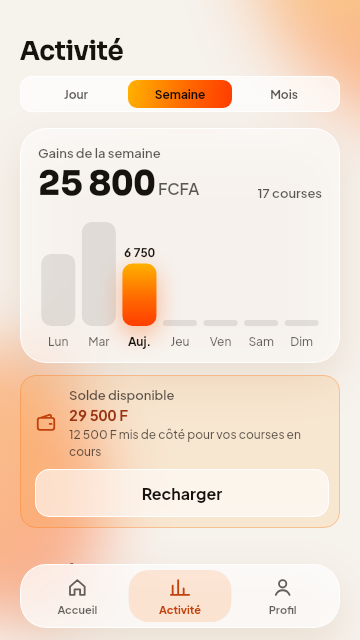 Activité
Jour Semaine Mois
Gains de la semaine
25 800 FCFA 17 courses
6 750
Lun Mar Auj. Jeu Ven Sam Dim
Solde disponible
29 500 F
12 500 F mis de côté pour vos courses en
cours
Recharger
Accueil Activité Profil